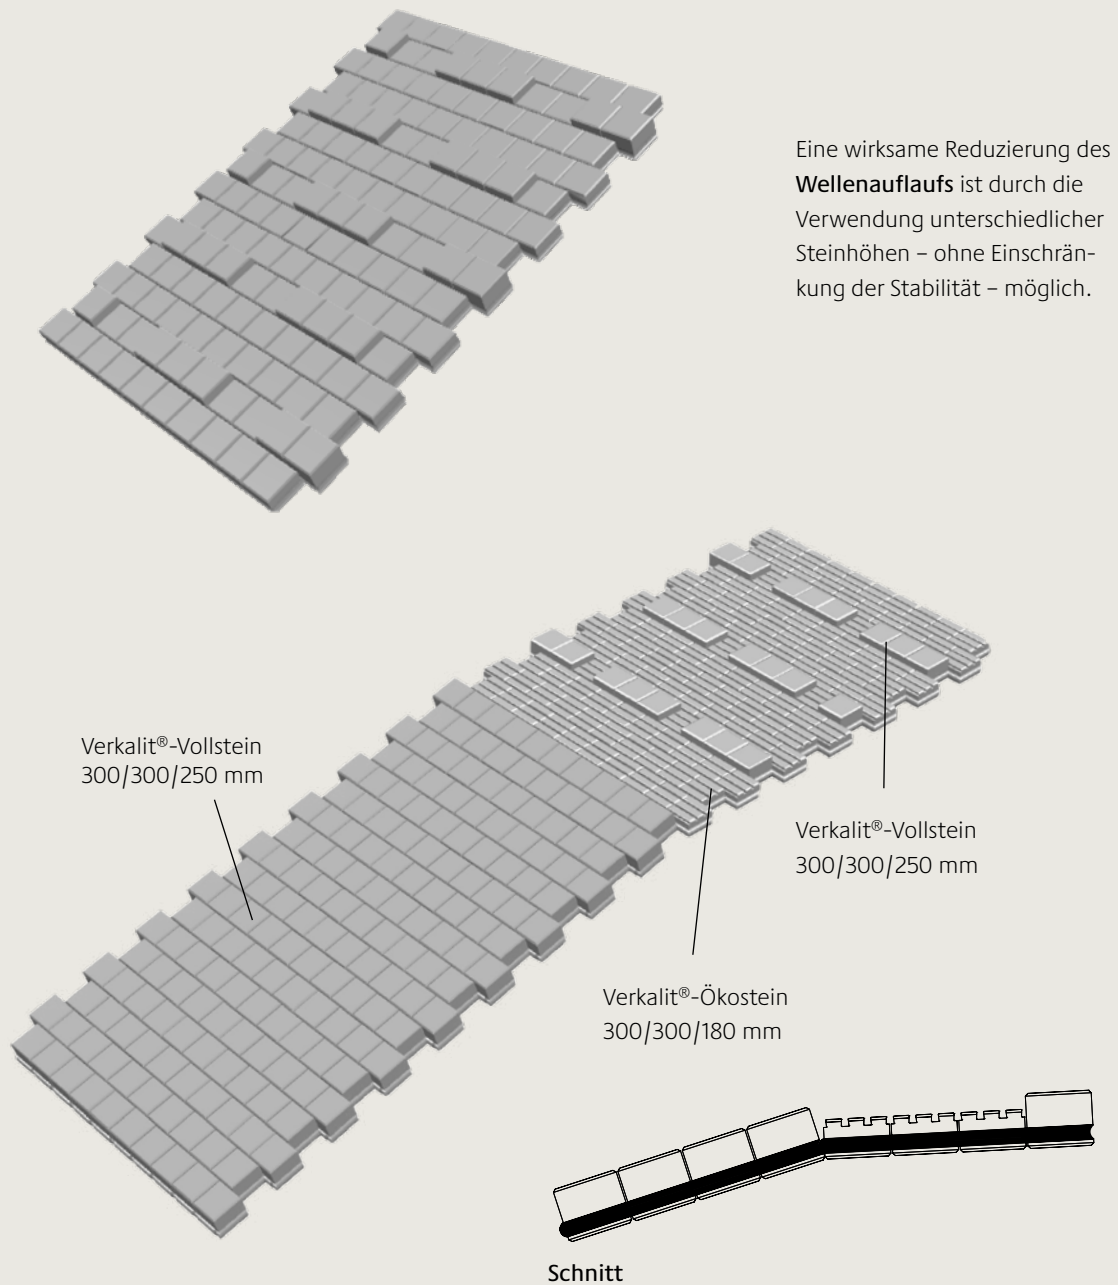 Eine wirksame Reduzierung des
Wellenauflaufs ist durch die
Verwendung unterschiedlicher
Steinhöhen – ohne Einschrän-
kung der Stabilität – möglich.
Verkalit®-Vollstein
300/300/250 mm
Verkalit®-Vollstein
300/300/250 mm
Verkalit®-Ökostein
300/300/180 mm
Schnitt